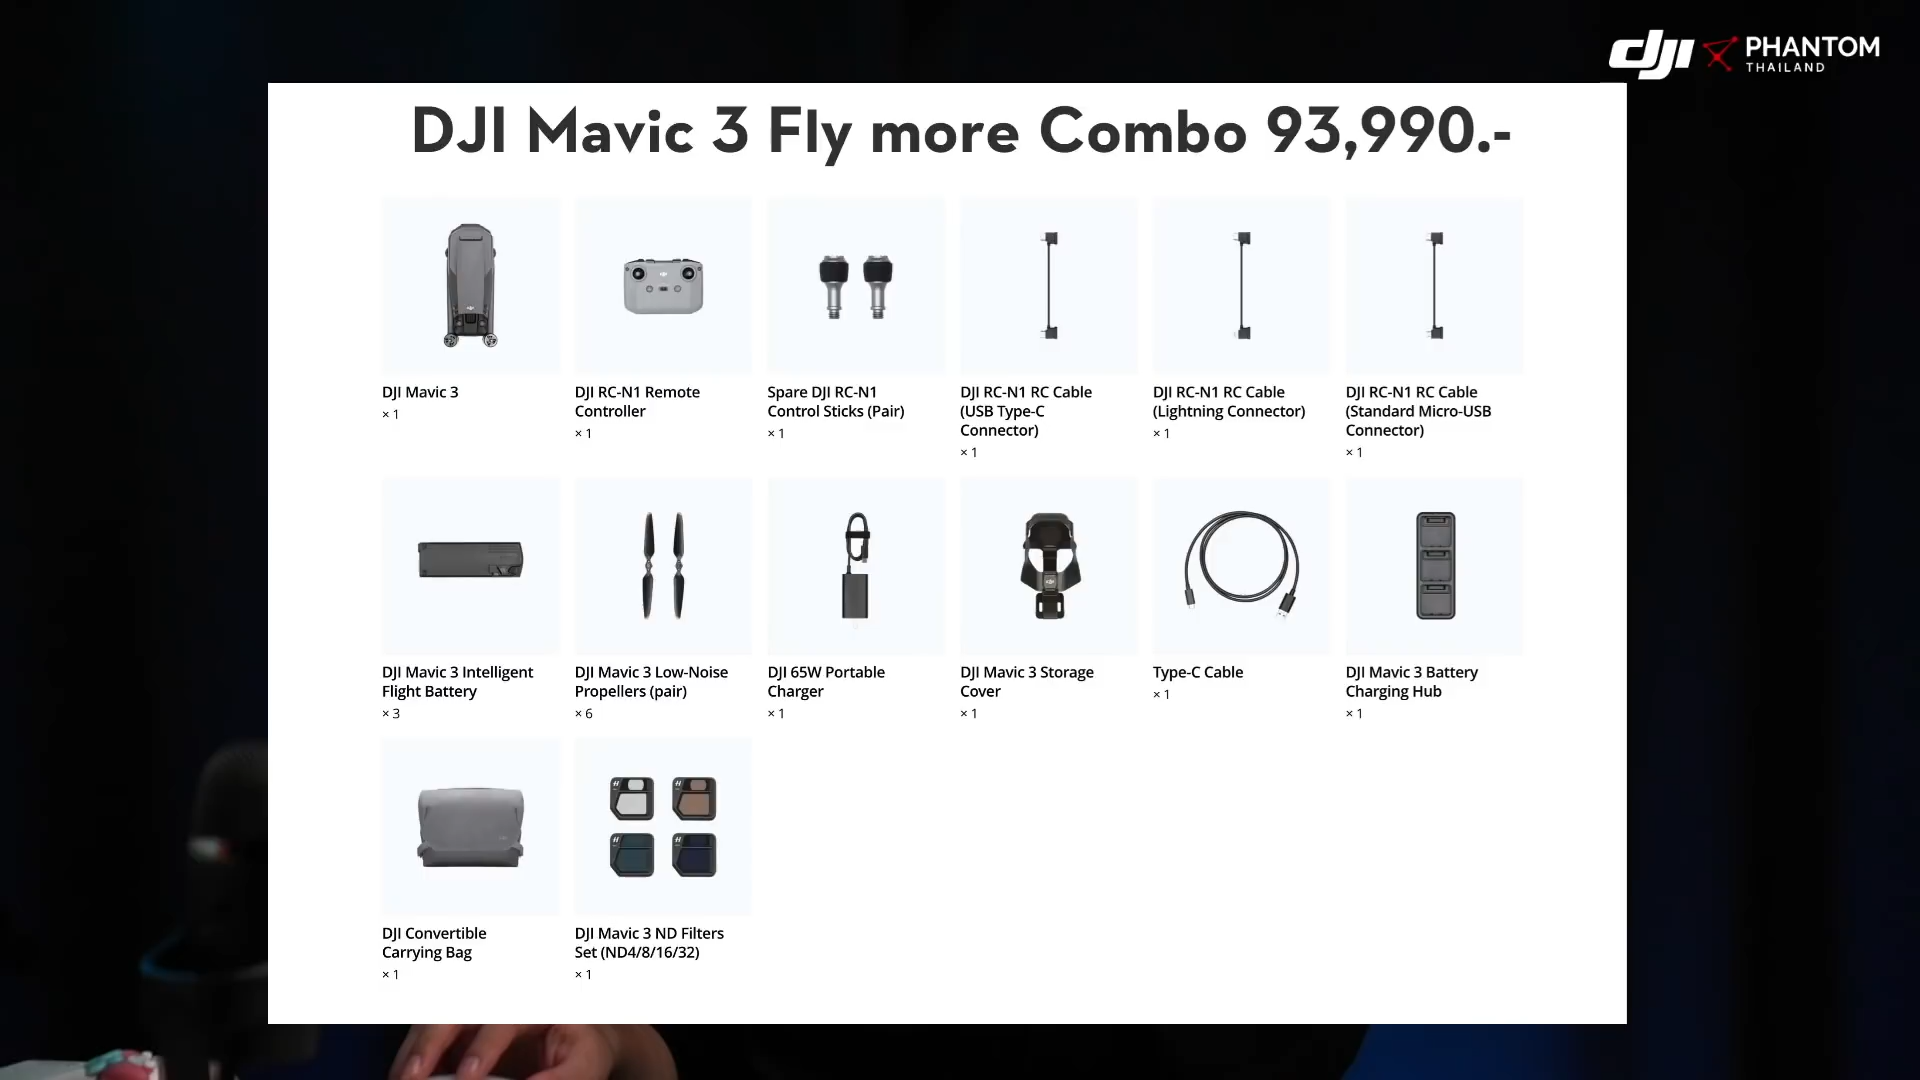 dji PHANTOM
THAILAND
DJI Mavic 3 Fly more Combo 93,990.-
DJI Mavic 3
× 1
DJI RC-N1 Remote
Controller
× 1
Spare DJI RC-N1
Control Sticks (Pair)
× 1
DJI RC-N1 RC Cable
(USB Type-C
Connector)
× 1
DJI RC-N1 RC Cable
(Lightning Connector)
× 1
DJI RC-N1 RC Cable
(Standard Micro-USB
Connector)
× 1
DJI Mavic 3 Intelligent
Flight Battery
× 3
DJI Mavic 3 Low-Noise
Propellers (pair)
× 6
DJI 65W Portable
Charger
× 1
DJI Mavic 3 Storage
Cover
× 1
Type-C Cable
× 1
DJI Mavic 3 Battery
Charging Hub
× 1
DJI Convertible
Carrying Bag
× 1
DJI Mavic 3 ND Filters
Set (ND4/8/16/32)
× 1